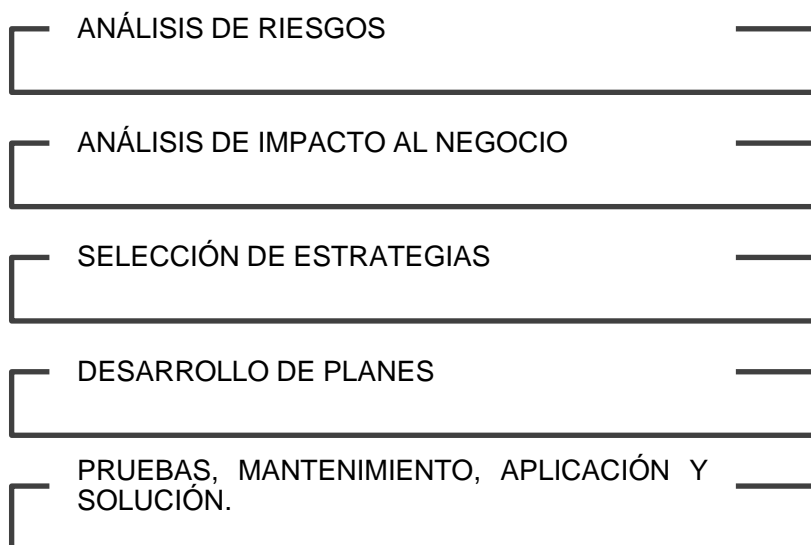 ANÁLISIS DE RIESGOS
ANÁLISIS DE IMPACTO AL NEGOCIO
SELECCIÓN DE ESTRATEGIAS
DESARROLLO DE PLANES
PRUEBAS, MANTENIMIENTO, APLICACIÓN Y
SOLUCIÓN.